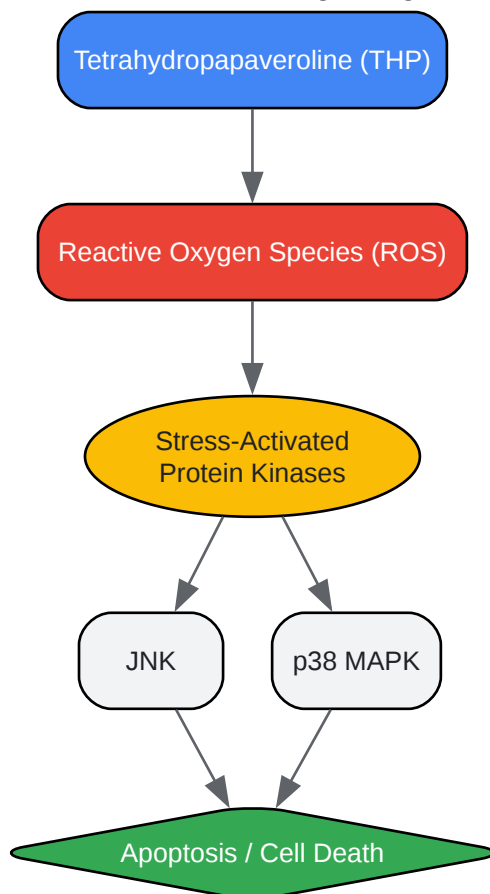 Tetrahydropapaveroline (THP)
Reactive Oxygen Species (ROS)
Stress-Activated
Protein Kinases
JNK
p38 MAPK
Apoptosis / Cell Death